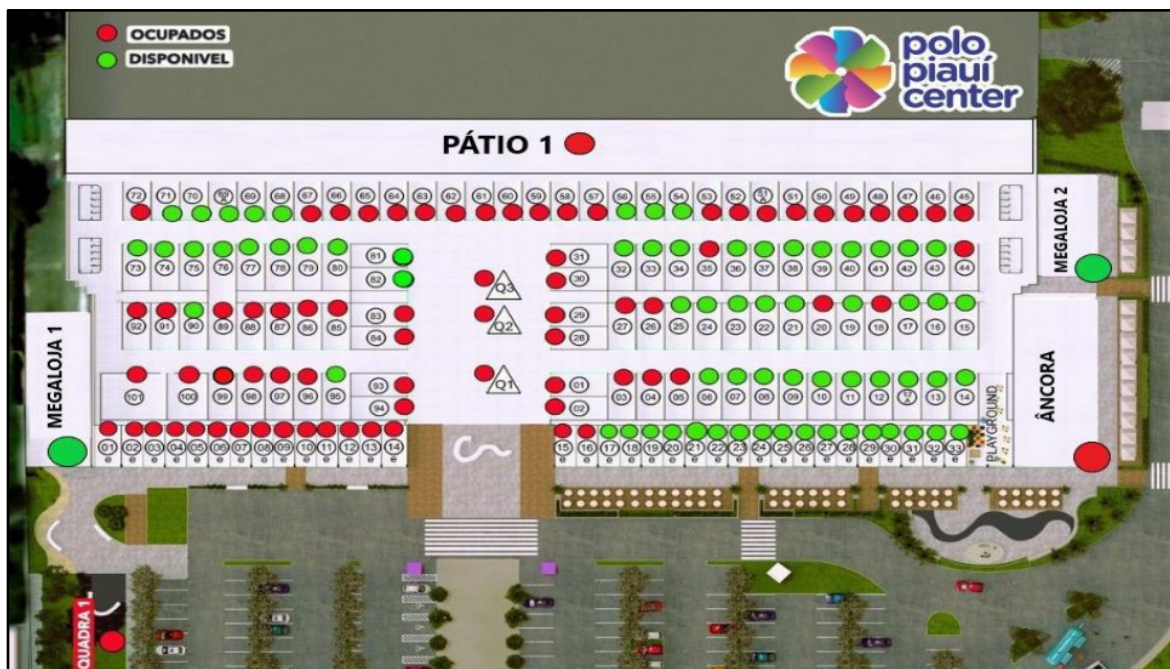 OCUPADOS
DISPONIVEL
polo
piauí
center
PÁTIO 1
72 71 70 69 A 69 68 67 66 65 64 63 62 61 60 59 58 57 56 55 54 53 52 51 A 51 50 49 48 47 46 45
MEGALOJA 2
73 74 75 76 77 78 79 80 81 31 32 33 34 35 36 37 38 39 40 41 42 43 44
82 30
Q3
92 91 90 89 88 87 86 85 83 29 27 26 25 24 23 22 21 20 19 18 17 16 15
84 28
Q2
MEGALOJA 1
101 100 99 98 97 96 95 93 01 03 04 05 06 07 08 09 10 11 12 12 A 13 14
94 02
Q1
ÂNCORA
PLAYGROUND
01 02 03 04 05 06 07 08 09 10 11 12 13 14 15 16 17 18 19 20 21 22 23 24 25 26 27 28 29 30 31 32 33
QUADRA 1